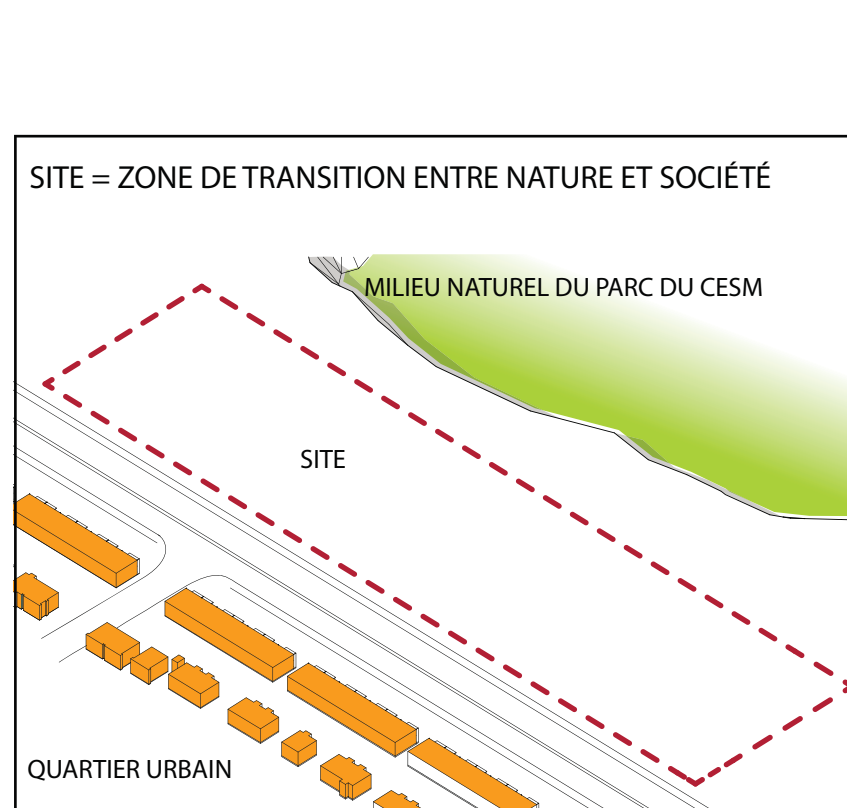 SITE = ZONE DE TRANSITION ENTRE NATURE ET SOCIÉTÉ
MILIEU NATUREL DU PARC DU CESM
SITE
QUARTIER URBAIN